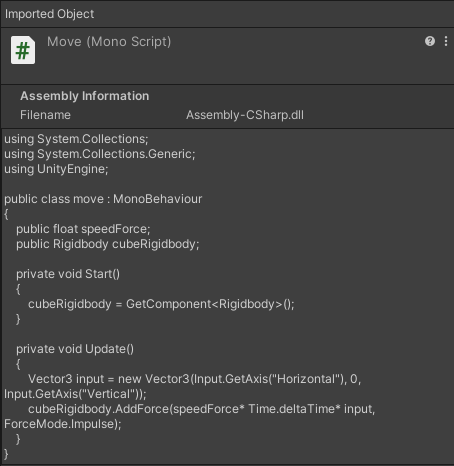 Imported Object
Move (Mono Script)
Assembly Information
Filename Assembly-CSharp.dll
using System.Collections;
using System.Collections.Generic;
using UnityEngine;
public class move : MonoBehaviour
{
public float speedForce;
public Rigidbody cubeRigidbody;
private void Start()
{
cubeRigidbody = GetComponent<Rigidbody>();
}
private void Update()
{
Vector3 input = new Vector3(Input.GetAxis("Horizontal"), 0,
Input.GetAxis("Vertical"));
cubeRigidbody.AddForce(speedForce* Time.deltaTime* input,
ForceMode.Impulse);
}
}